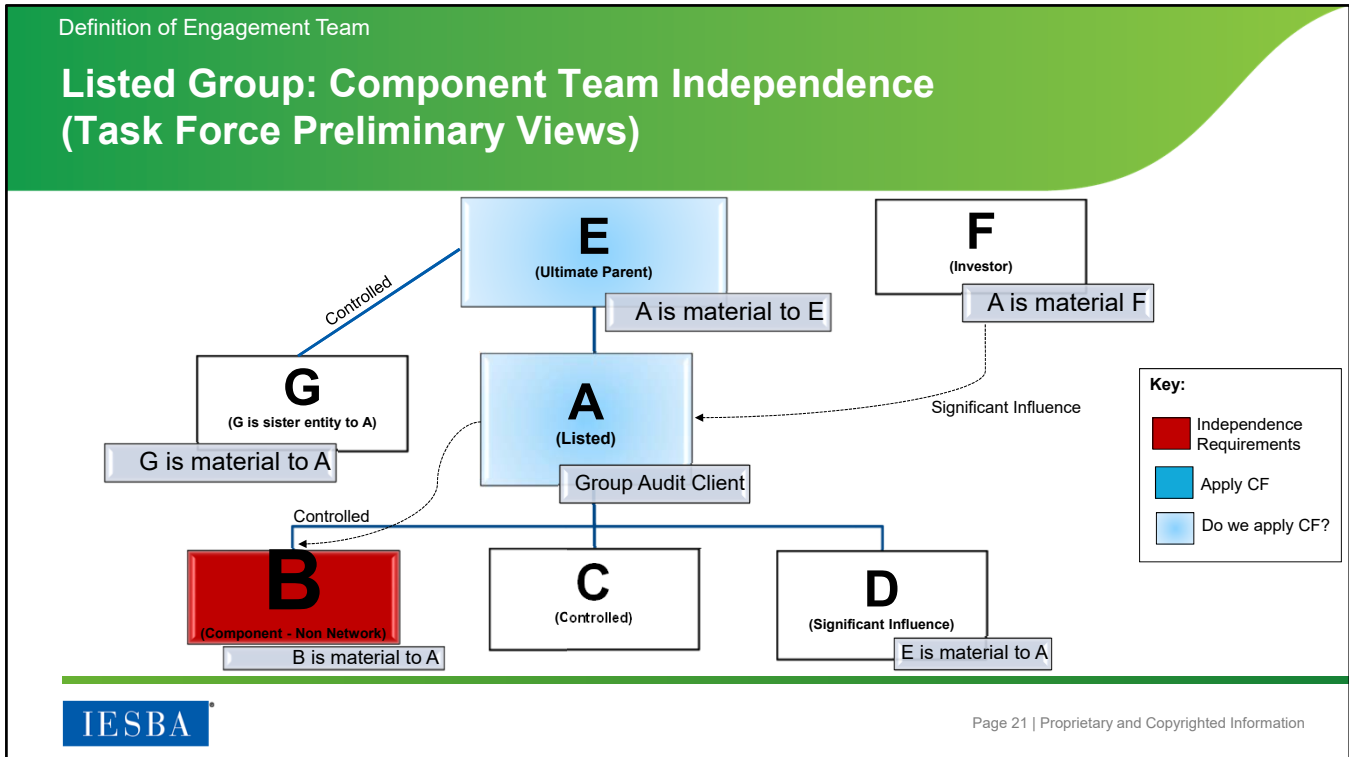 Definition of Engagement Team
Listed Group: Component Team Independence
(Task Force Preliminary Views)
E
(Ultimate Parent)
A is material to E
F
(Investor)
A is material F
Controlled
G
(G is sister entity to A)
G is material to A
A
(Listed)
Group Audit Client
Significant Influence
Key:
Independence
Requirements
Apply CF
Do we apply CF?
Controlled
B
(Component - Non Network)
B is material to A
C
(Controlled)
D
(Significant Influence)
E is material to A
IESBA
Page 21 | Proprietary and Copyrighted Information